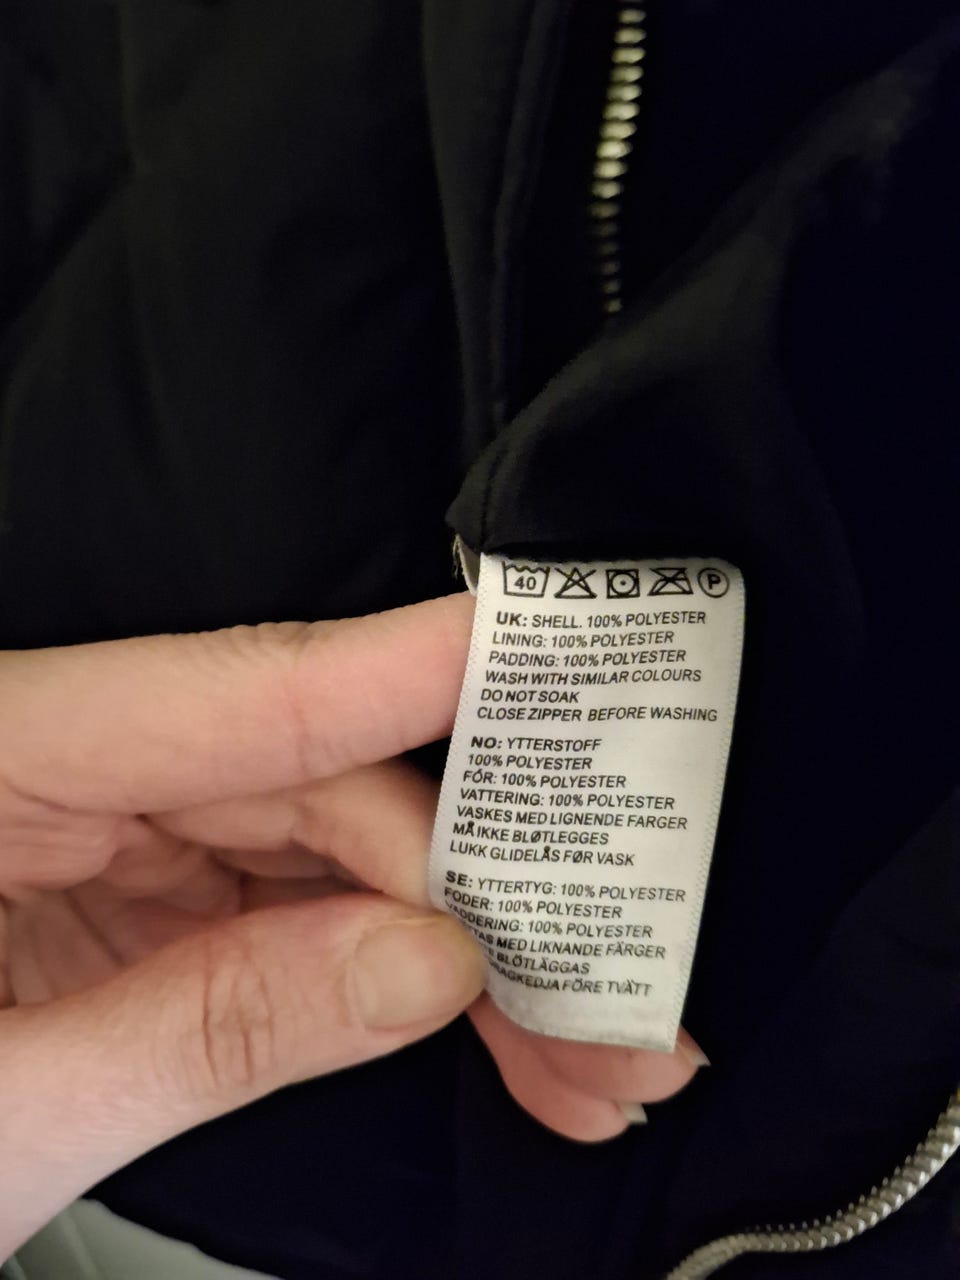 40 P
UK: SHELL. 100% POLYESTER
LINING: 100% POLYESTER
PADDING: 100% POLYESTER
WASH WITH SIMILAR COLOURS
DO NOT SOAK
CLOSE ZIPPER BEFORE WASHING
NO: YTTERSTOFF
100% POLYESTER
FÓR: 100% POLYESTER
VATTERING: 100% POLYESTER
VASKES MED LIGNENDE FARGER
MÅ IKKE BLØTLEGGES
LUKK GLIDELÅS FØR VASK
SE: YTTERTYG: 100% POLYESTER
FODER: 100% POLYESTER
VADDERING: 100% POLYESTER
MED LIKNANDE FÄRGER
BLÖTLÄGGAS
DRAGKEDJA FÖRE TVÄTT